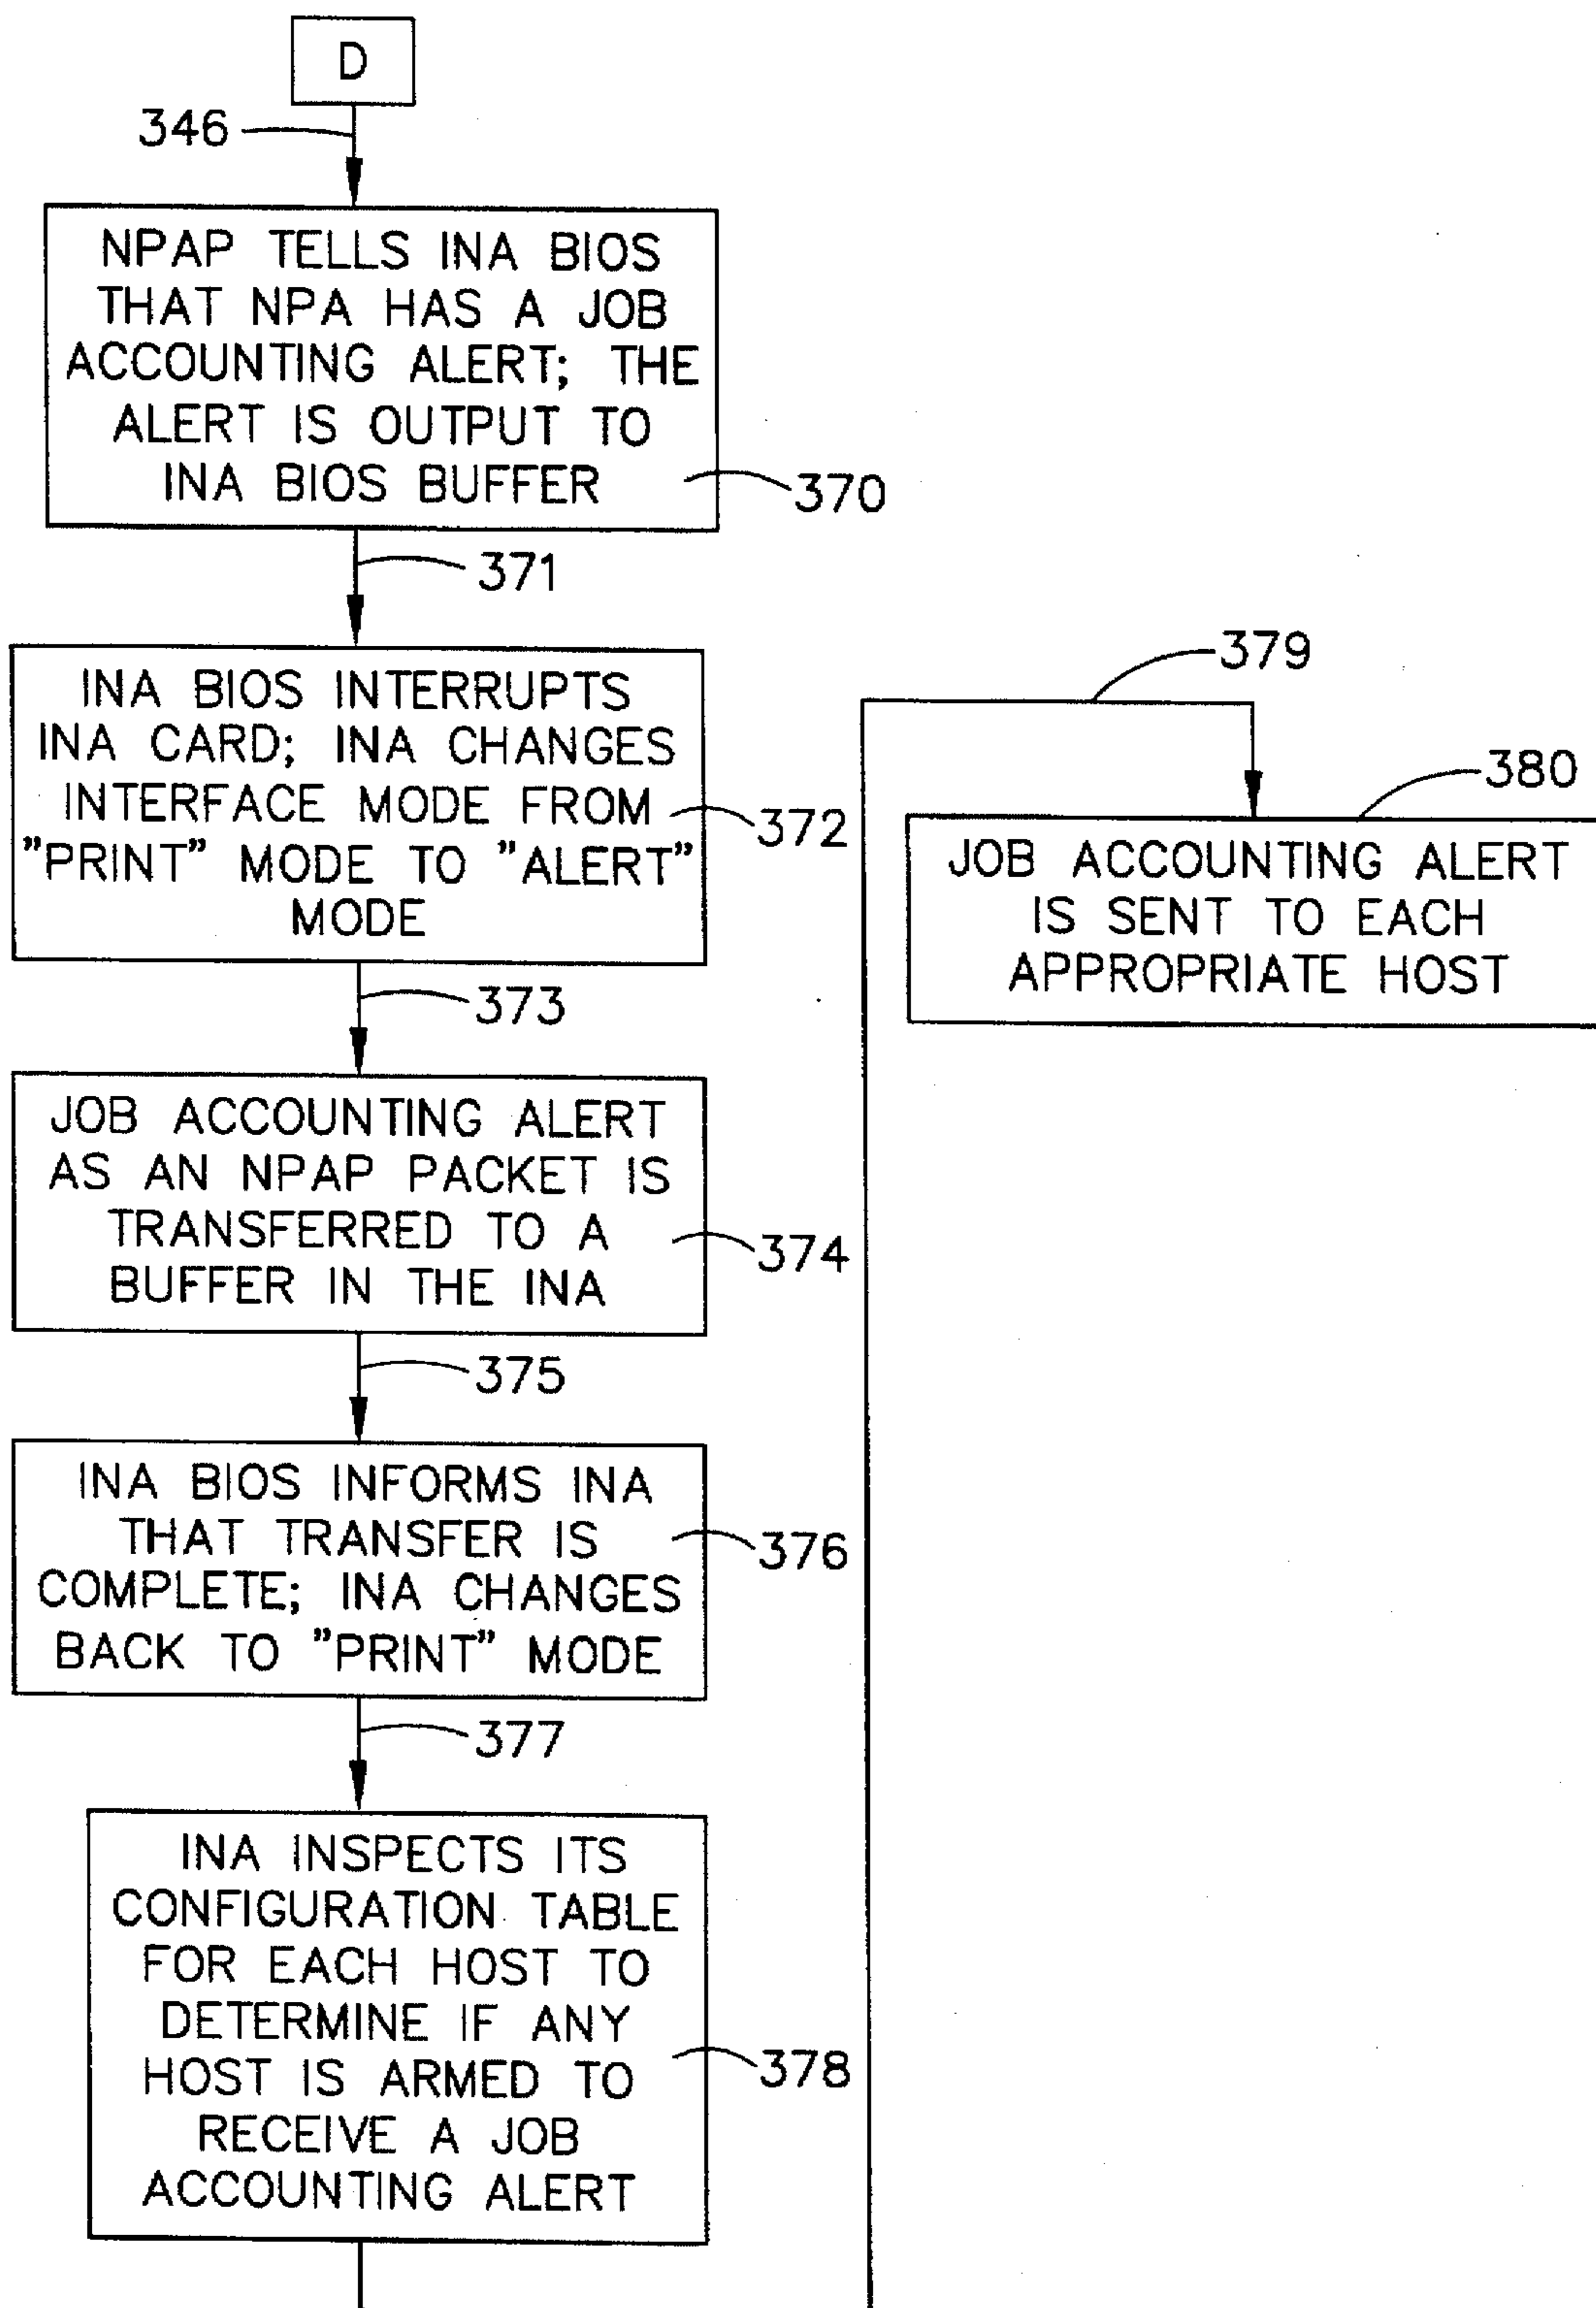 D
346
NPAP TELLS INA BIOS
THAT NPA HAS A JOB
ACCOUNTING ALERT; THE
ALERT IS OUTPUT TO
INA BIOS BUFFER
370
371
INA BIOS INTERRUPTS
INA CARD; INA CHANGES
INTERFACE MODE FROM
"PRINT" MODE TO "ALERT"
MODE
372
373
JOB ACCOUNTING ALERT
AS AN NPAP PACKET IS
TRANSFERRED TO A
BUFFER IN THE INA
374
375
INA BIOS INFORMS INA
THAT TRANSFER IS
COMPLETE; INA CHANGES
BACK TO "PRINT" MODE
376
377
INA INSPECTS ITS
CONFIGURATION TABLE
FOR EACH HOST TO
DETERMINE IF ANY
HOST IS ARMED TO
RECEIVE A JOB
ACCOUNTING ALERT
378
379
380
JOB ACCOUNTING ALERT
IS SENT TO EACH
APPROPRIATE HOST